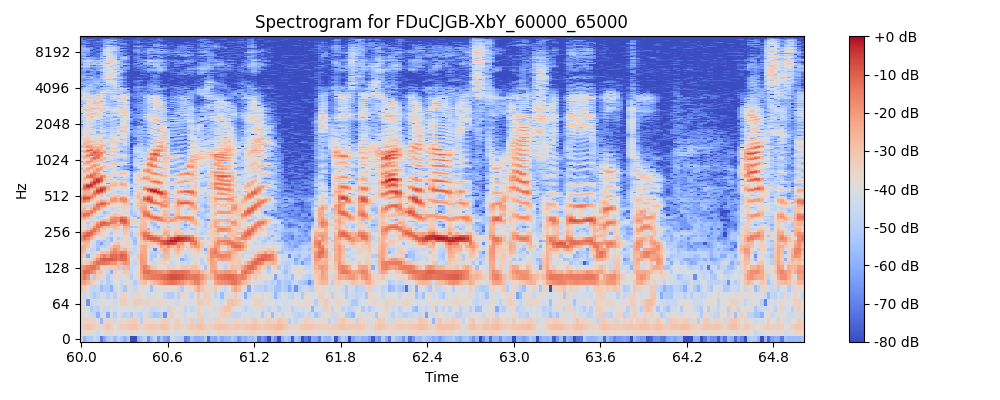 Spectrogram for FDuCJGB-XbY_60000_65000
Hz
8192
4096
2048
1024
512
256
128
64
0
60.0 60.6 61.2 61.8 62.4 63.0 63.6 64.2 64.8
Time
+0 dB
-10 dB
-20 dB
-30 dB
-40 dB
-50 dB
-60 dB
-70 dB
-80 dB